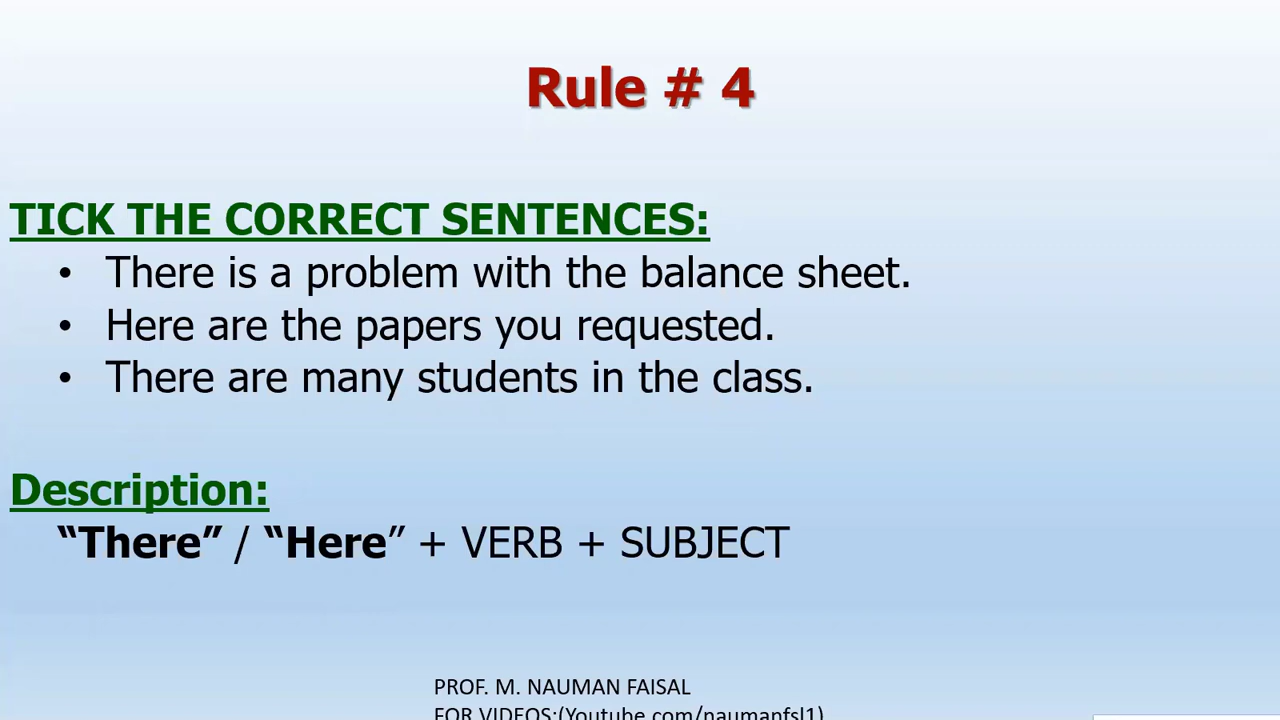 Rule # 4
TICK THE CORRECT SENTENCES:
• There is a problem with the balance sheet.
• Here are the papers you requested.
• There are many students in the class.
Description:
“There” / “Here” + VERB + SUBJECT
PROF. M. NAUMAN FAISAL
FOR VIDEOS:(Youtube.com/naumanfsl1)